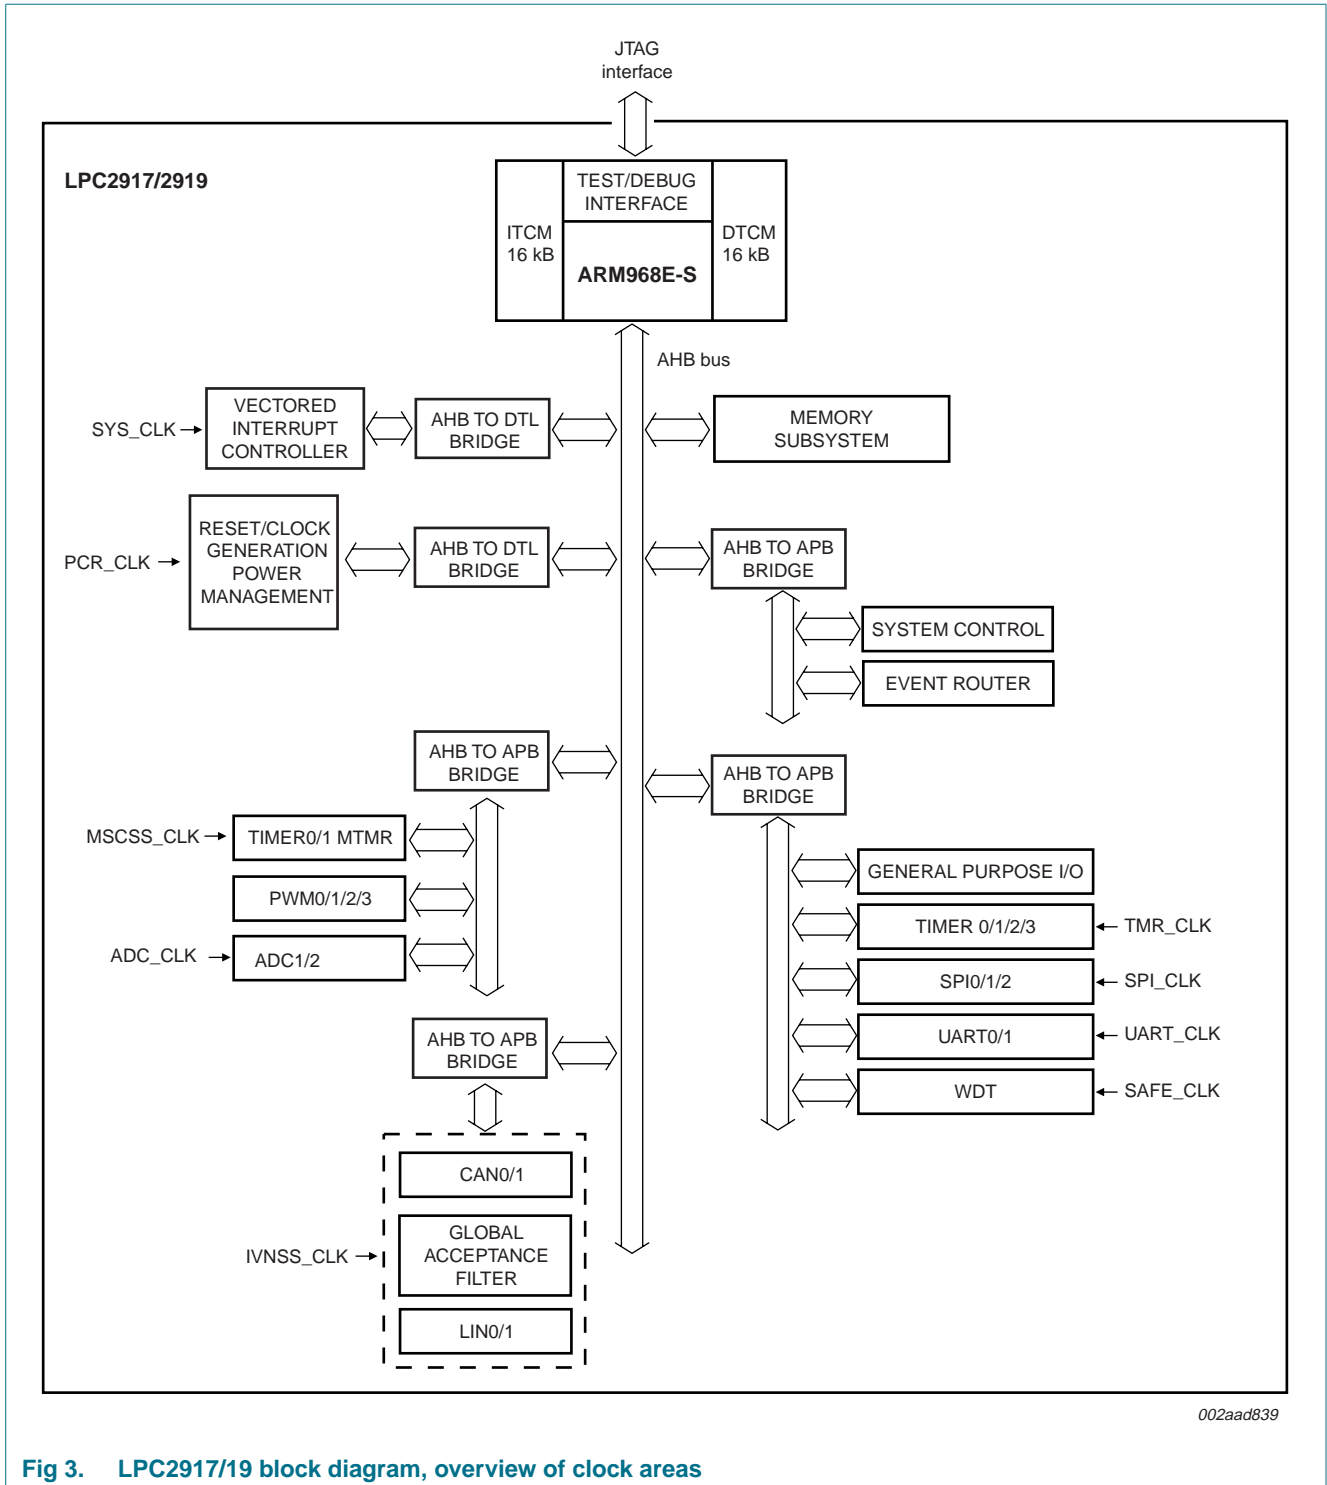 JTAG
interface
LPC2917/2919
TEST/DEBUG
INTERFACE
ITCM
16 kB
DTCM
16 kB
ARM968E-S
AHB bus
SYS_CLK
VECTORED
INTERRUPT
CONTROLLER
AHB TO DTL
BRIDGE
MEMORY
SUBSYSTEM
PCR_CLK
RESET/CLOCK
GENERATION
POWER
MANAGEMENT
AHB TO DTL
BRIDGE
AHB TO APB
BRIDGE
SYSTEM CONTROL
EVENT ROUTER
AHB TO APB
BRIDGE
AHB TO APB
BRIDGE
MSCSS_CLK
TIMER0/1 MTMR
PWM0/1/2/3
ADC_CLK
ADC1/2
GENERAL PURPOSE I/O
TIMER 0/1/2/3
TMR_CLK
SPI0/1/2
SPI_CLK
UART0/1
UART_CLK
WDT
SAFE_CLK
AHB TO APB
BRIDGE
CAN0/1
IVNSS_CLK
GLOBAL
ACCEPTANCE
FILTER
LIN0/1
002aad839
Fig 3. LPC2917/19 block diagram, overview of clock areas